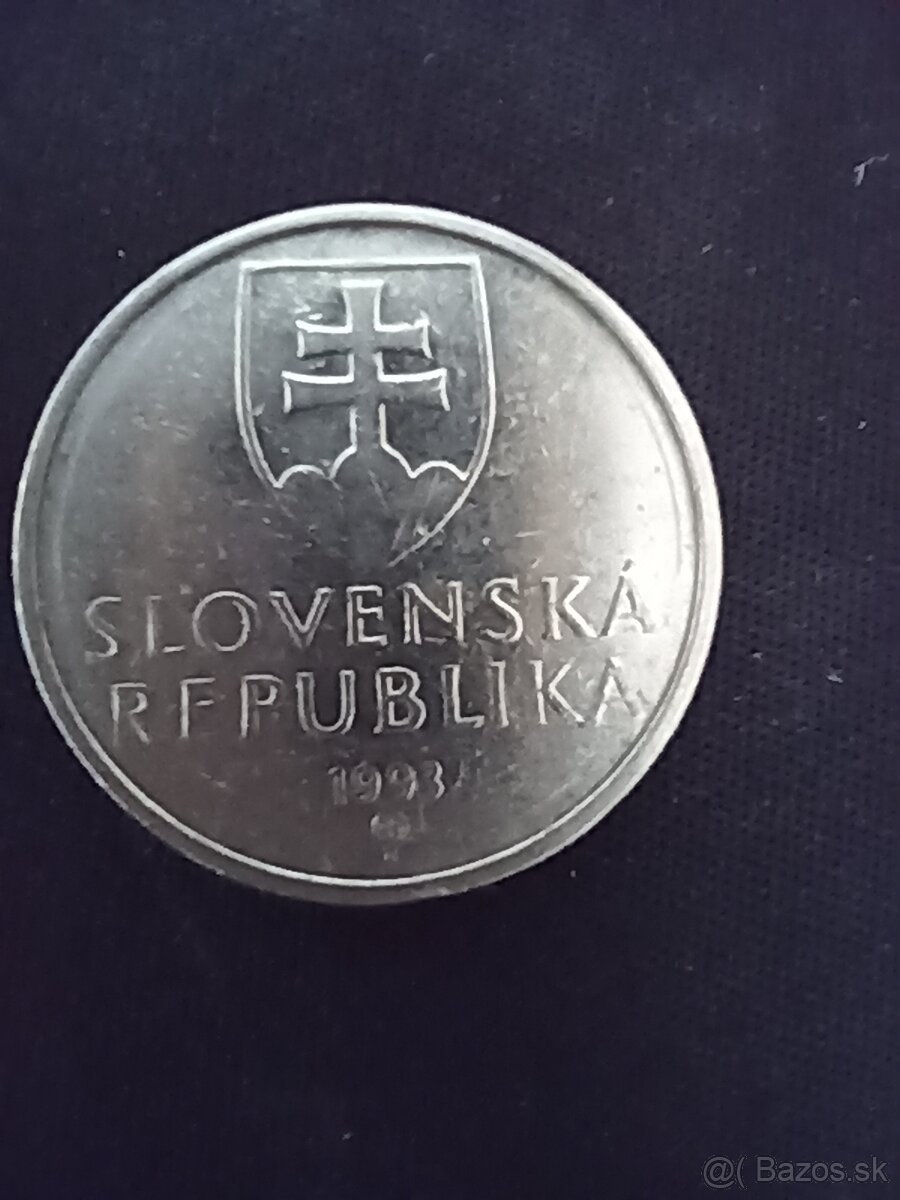 SLOVENSKÁ
REPUBLIKA
1993
@( Bazos.sk